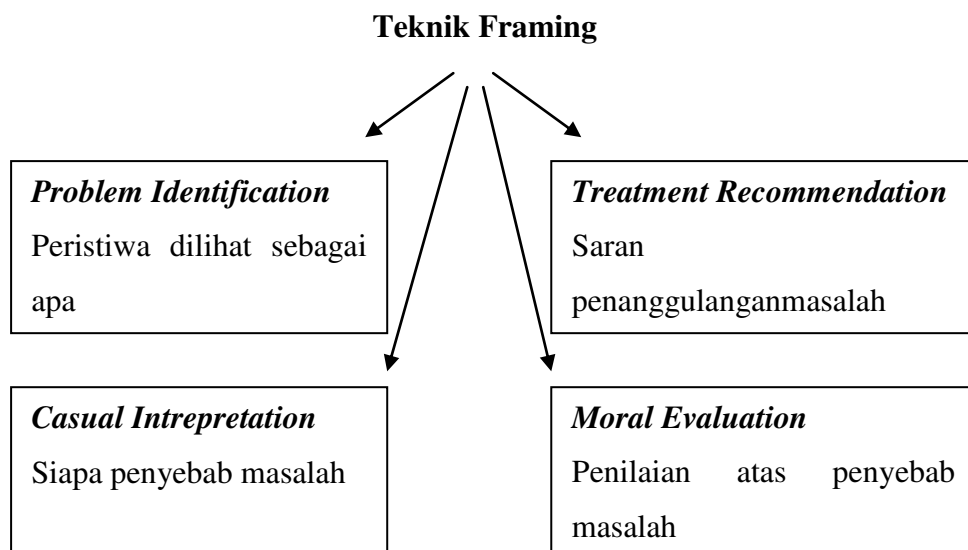 Teknik Framing
Problem Identification
Peristiwa dilihat sebagai
apa
Treatment Recommendation
Saran
penanggulanganmasalah
Casual Intrepretation
Siapa penyebab masalah
Moral Evaluation
Penilaian atas penyebab
masalah